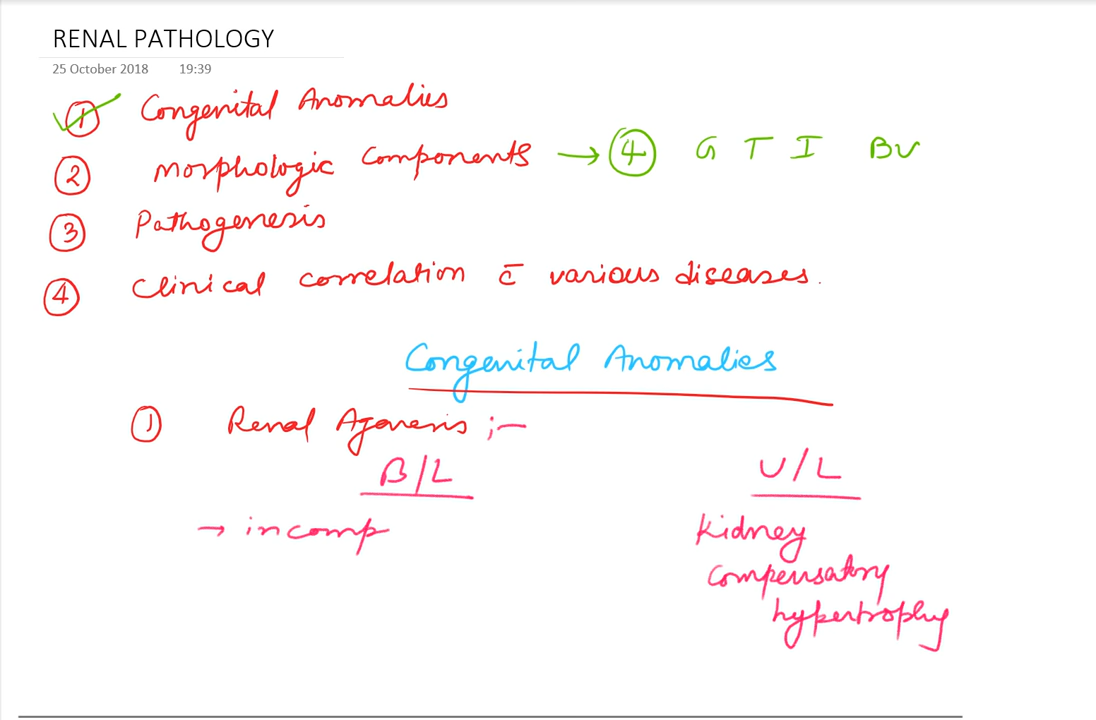 RENAL PATHOLOGY
25 October 2018 19:39
① Congenital Anomalies
② Morphologic Components → ④ G T I BV
③ Pathogenesis
④ Clinical correlation c̄ various diseases.
Congenital Anomalies
① Renal Agenesis ;—
B/L U/L
→ incomp Kidney
compensatory
hypertrophy